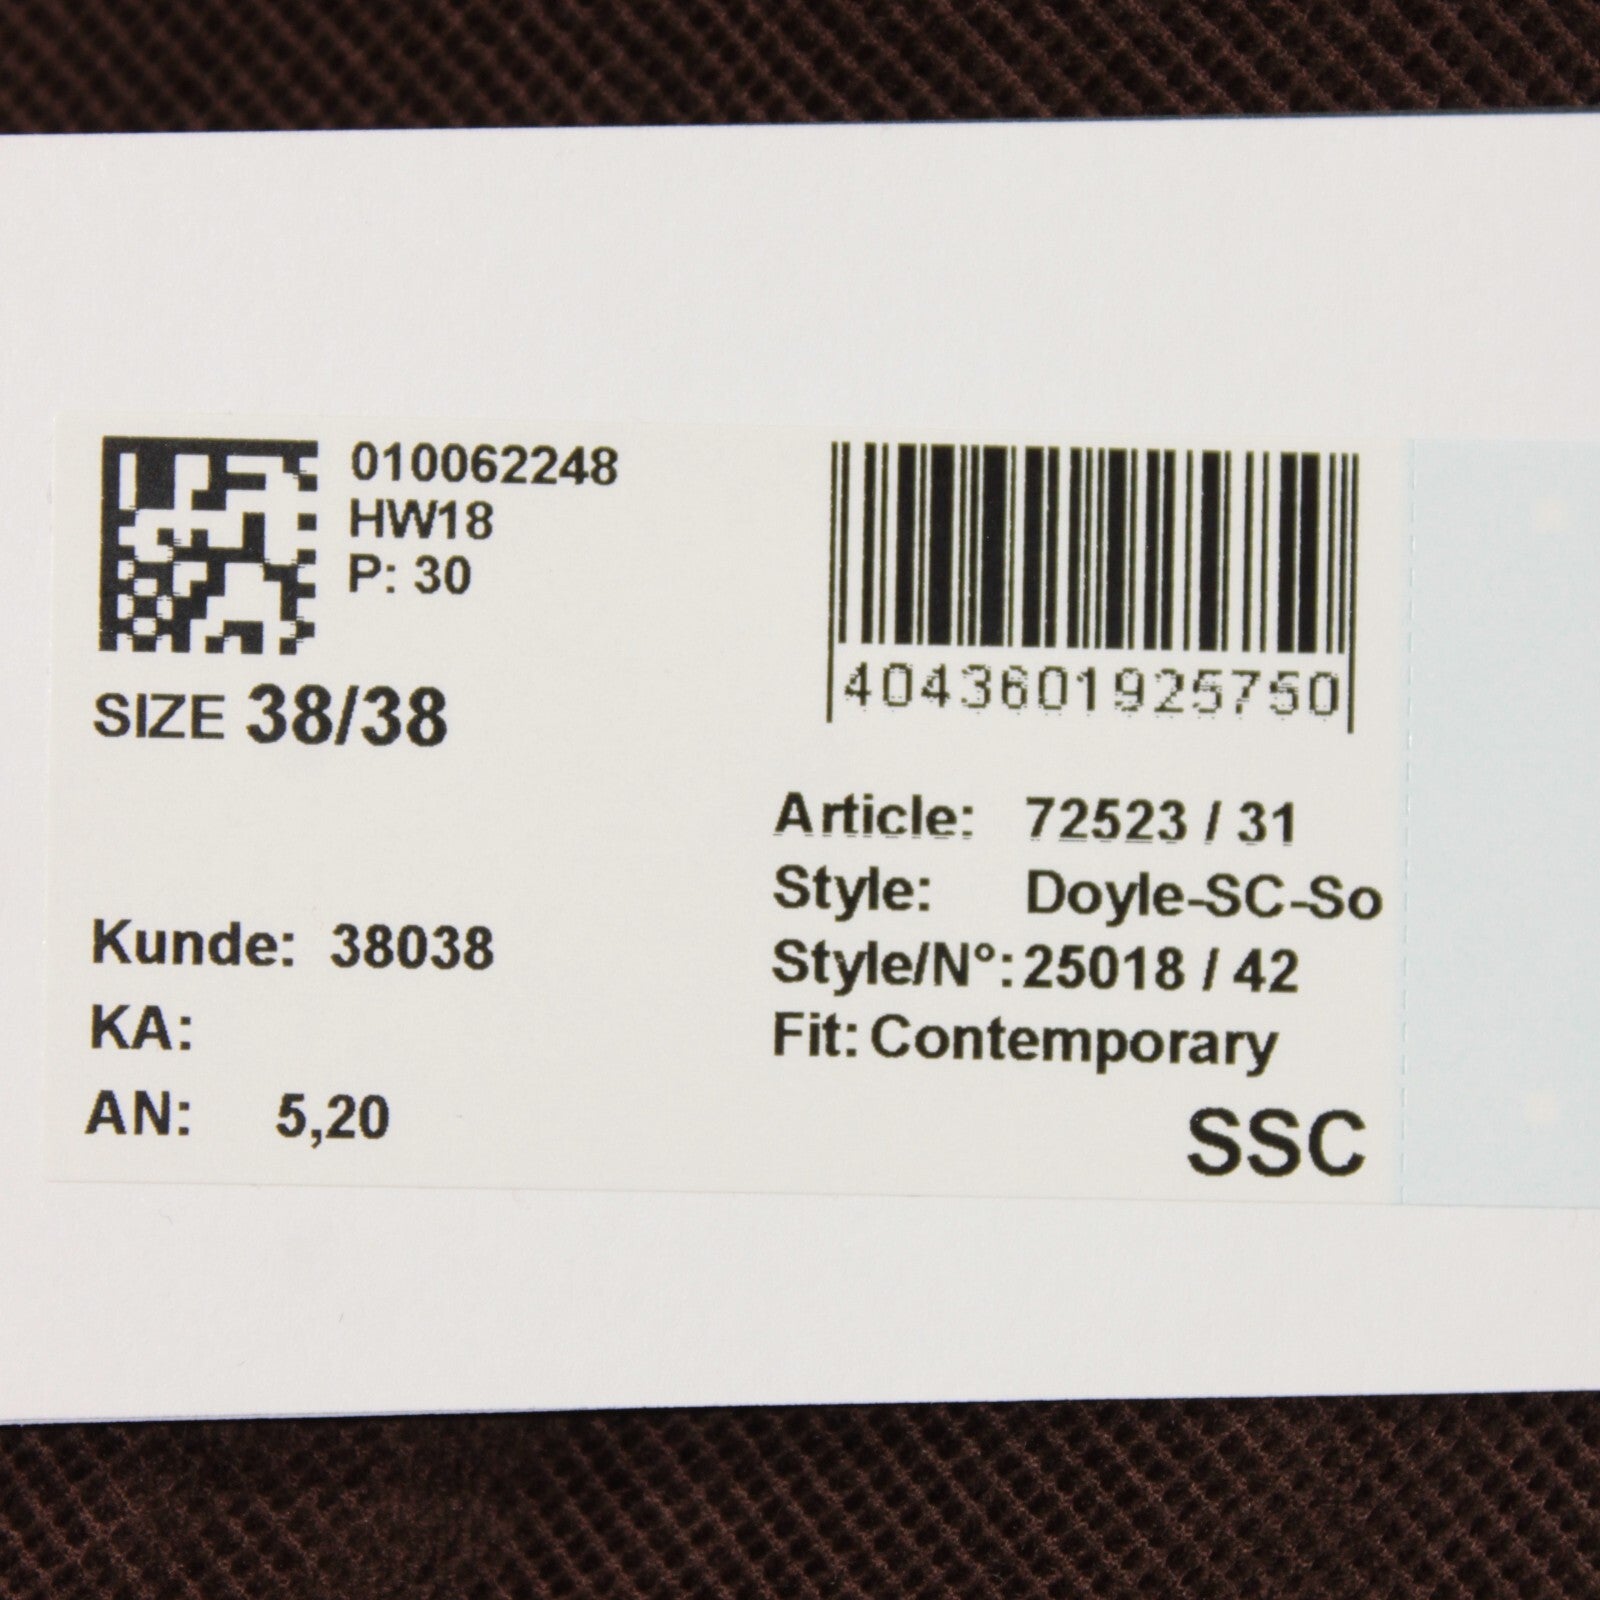 010062248
HW18
P: 30
SIZE 38/38
Kunde: 38038
KA:
AN: 5,20
4043601925750
Article: 72523 / 31
Style: Doyle-SC-So
Style/N°: 25018 / 42
Fit: Contemporary
SSC